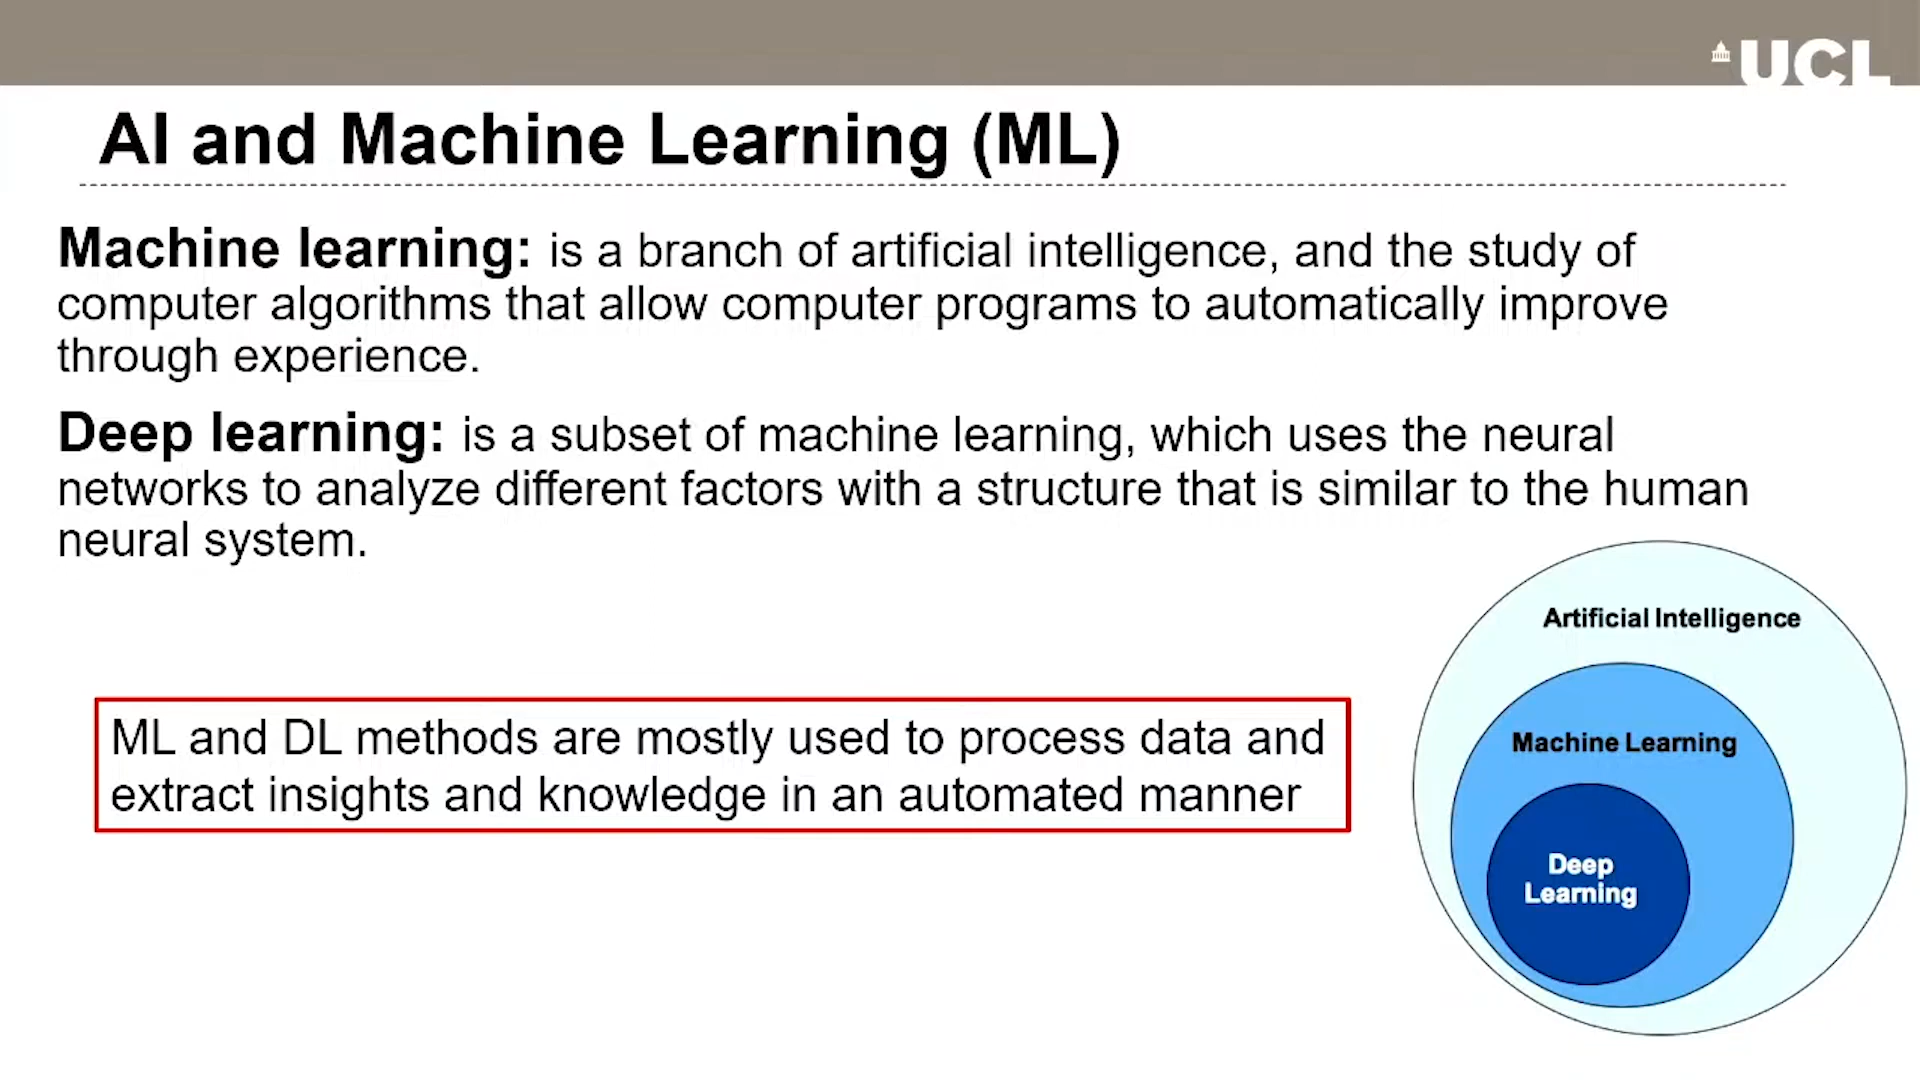 UCL
AI and Machine Learning (ML)
Machine learning: is a branch of artificial intelligence, and the study of
computer algorithms that allow computer programs to automatically improve
through experience.
Deep learning: is a subset of machine learning, which uses the neural
networks to analyze different factors with a structure that is similar to the human
neural system.
Artificial Intelligence
ML and DL methods are mostly used to process data and
extract insights and knowledge in an automated manner
Machine Learning
Deep
Learning